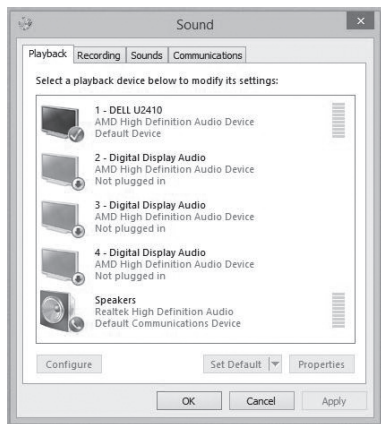 Sound
Playback Recording Sounds Communications
Select a playback device below to modify its settings:
1 - DELL U2410
AMD High Definition Audio Device
Default Device
2 - Digital Display Audio
AMD High Definition Audio Device
Not plugged in
3 - Digital Display Audio
AMD High Definition Audio Device
Not plugged in
4 - Digital Display Audio
AMD High Definition Audio Device
Not plugged in
Speakers
Realtek High Definition Audio
Default Communications Device
Configure Set Default Properties
OK Cancel Apply